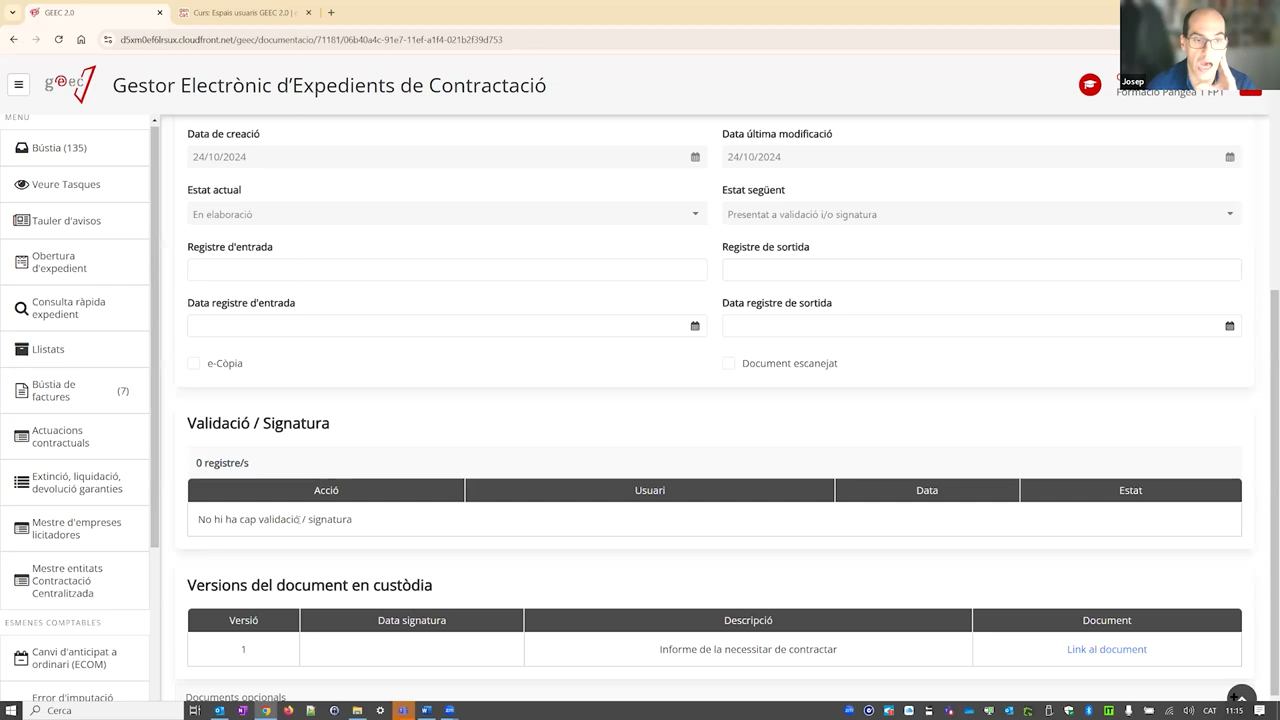 GEEC 2.0
Curs: Espais usuaris GEEC 2.0 | e
d5xm0ef6lrsux.cloudfront.net/geec/documentacio/71181/06b40a4c-91e7-11ef-a1f4-021b2f39d753
geec
Gestor Electrònic d'Expedients de Contractació
Josep
Formació Pangea 1 FPT
MENU
Bústia (135)
Veure Tasques
Tauler d'avisos
Obertura
d'expedient
Consulta ràpida
expedient
Llistats
Bústia de
factures
(7)
Actuacions
contractuals
Extinció, liquidació,
devolució garanties
Mestre d'empreses
licitadores
Mestre entitats
Contractació
Centralitzada
ESMENES COMPTABLES
Canvi d'anticipat a
ordinari (ECOM)
Error d'imputació
Data de creació
Data última modificació
24/10/2024
24/10/2024
Estat actual
Estat següent
En elaboració
Presentat a validació i/o signatura
Registre d'entrada
Registre de sortida
Data registre d'entrada
Data registre de sortida
e-Còpia
Document escanejat
Validació / Signatura
0 registre/s
Acció Usuari Data Estat
No hi ha cap validació / signatura
Versions del document en custòdia
Versió Data signatura Descripció Document
1 Informe de la necessitar de contractar Link al document
Documents opcionals
Cerca
CAT 11:15